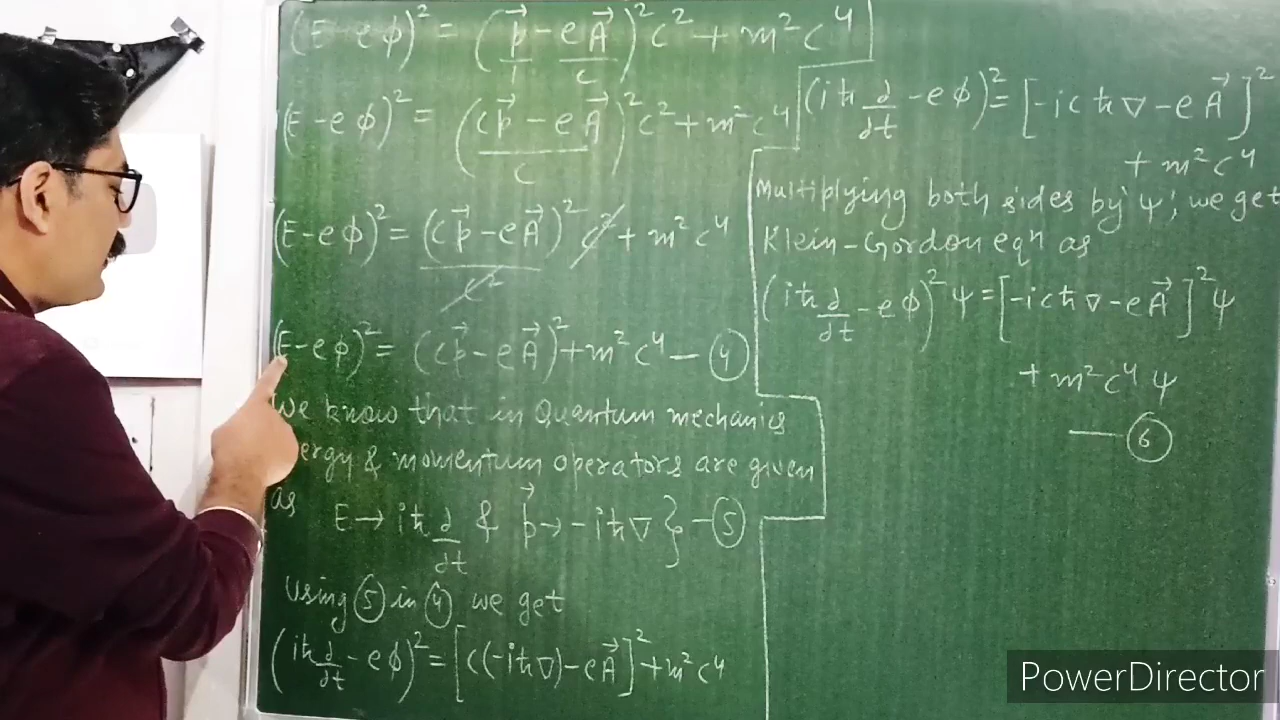 (E - eϕ)² = (p⃗ - eA⃗/c)² c² + m²c⁴
(E - eϕ)² = ((cp⃗ - eA⃗)/c)² c² + m²c⁴
(E - eϕ)² = (cp⃗ - eA⃗)²/c² c² + m²c⁴
(E - eϕ)² = (cp⃗ - eA⃗)² + m²c⁴ — (4)
We know that in Quantum mechanics
ergy & momentum operators are given
as
E → iħ ∂/∂t & p⃗ → -iħ∇ } - (5)
Using (5) in (4) we get
(iħ ∂/∂t - eϕ)² = [c(-iħ∇) - eA⃗]² + m²c⁴
(iħ ∂/∂t - eϕ)² = [-icħ∇ - eA⃗]²
+ m²c⁴
Multiplying both sides by 'ψ'; we get
Klein-Gordon eqn as
(iħ ∂/∂t - eϕ)² ψ = [-icħ∇ - eA⃗]² ψ
+ m²c⁴ ψ
— (6)
PowerDirector